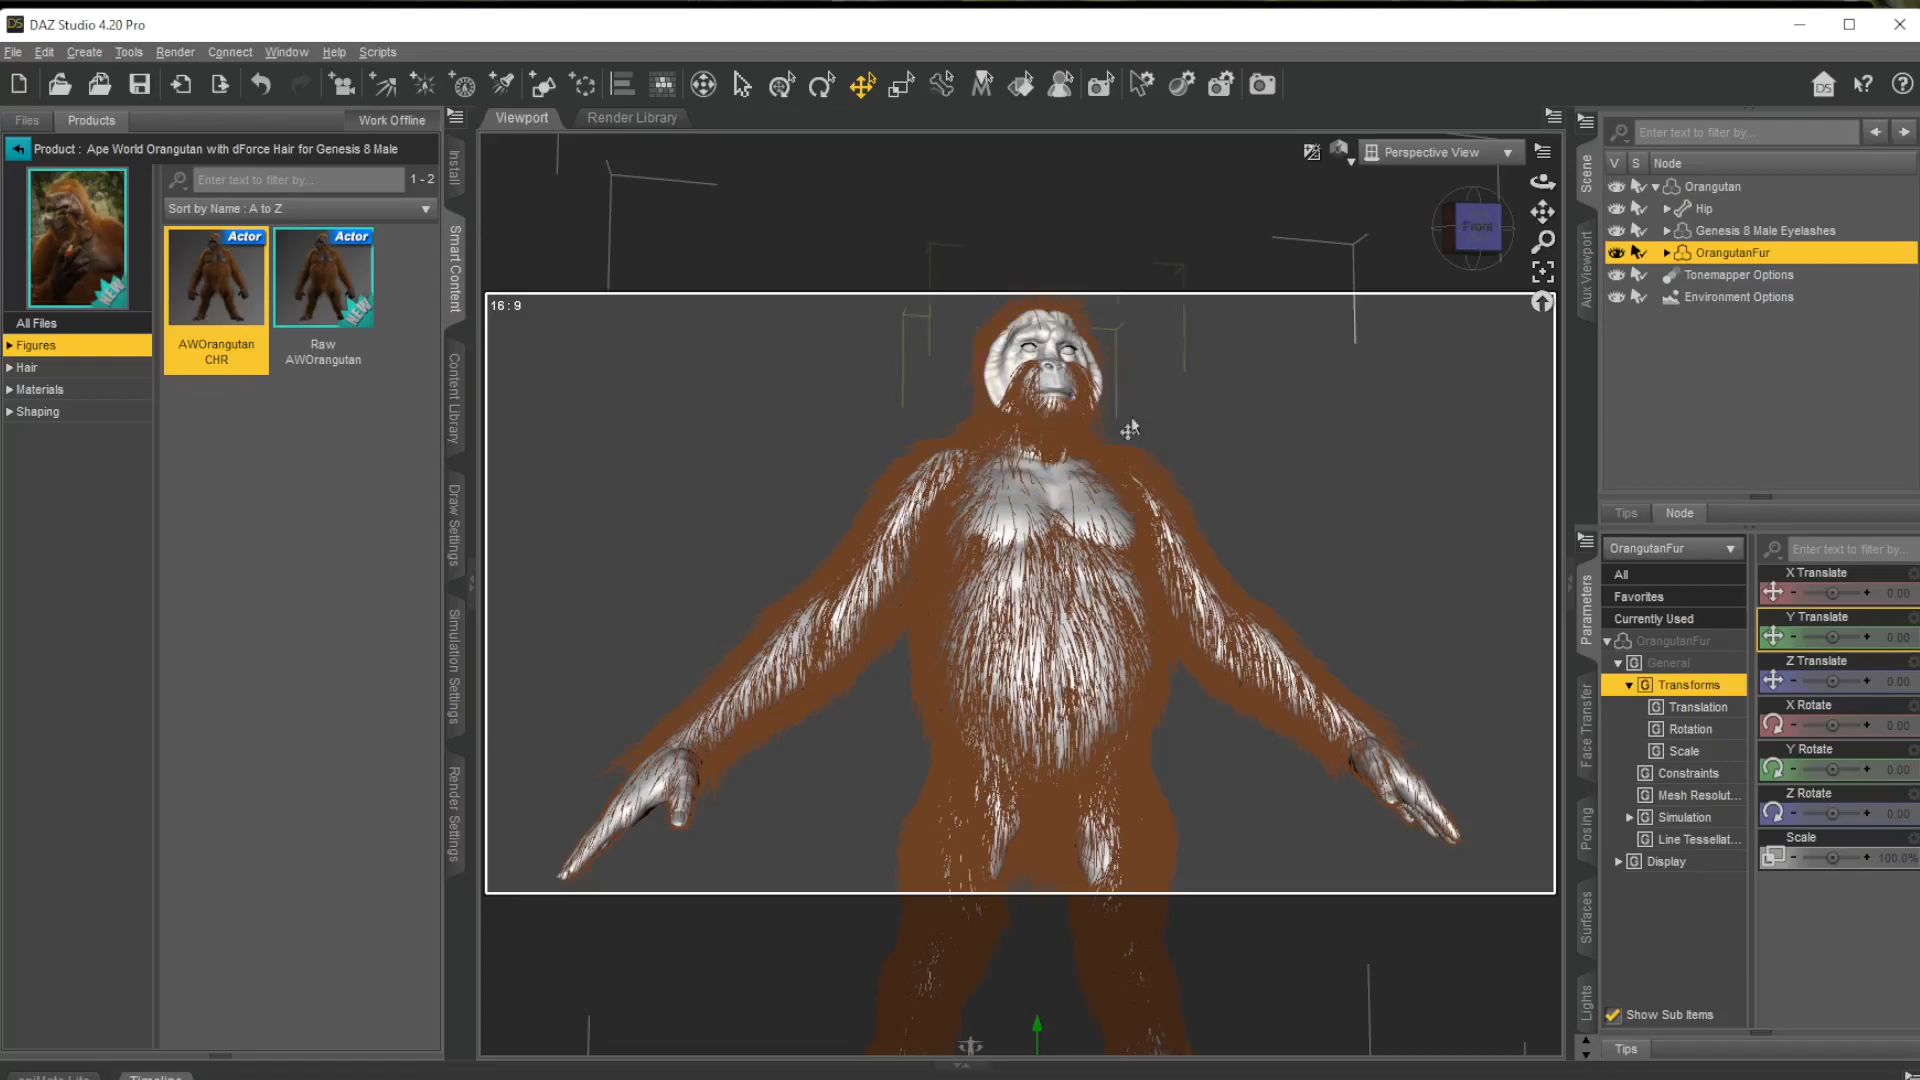 DS DAZ Studio 4.20 Pro
File Edit Create Tools Render Connect Window Help Scripts
DS
Files Products Work Offline
Product : Ape World Orangutan with dForce Hair for Genesis 8 Male
Enter text to filter by... 1 - 2
Sort by Name : A to Z
NEW
All Files
Figures
Hair
Materials
Shaping
Actor
AWOrangutan
CHR
Actor
NEW
Raw
AWOrangutan
Install
Smart Content
Content Library
Draw Settings
Simulation Settings
Render Settings
Viewport Render Library
Perspective View
Front
16 : 9
Scene
Aux Viewport
Enter text to filter by...
V S Node
Orangutan
Hip
Genesis 8 Male Eyelashes
OrangutanFur
Tonemapper Options
Environment Options
Tips Node
Parameters
Face Transfer
Posing
Surfaces
Lights
OrangutanFur
All
Favorites
Currently Used
OrangutanFur
G General
G Transforms
G Translation
G Rotation
G Scale
G Constraints
G Mesh Resolut...
G Simulation
G Line Tessellat...
G Display
Show Sub Items
Enter text to filter by...
X Translate
- + 0.00
Y Translate
- + 0.00
Z Translate
- + 0.00
X Rotate
- + 0.00
Y Rotate
- + 0.00
Z Rotate
- + 0.00
Scale
- + 100.0%
Tips
aniMate Lite Timeline